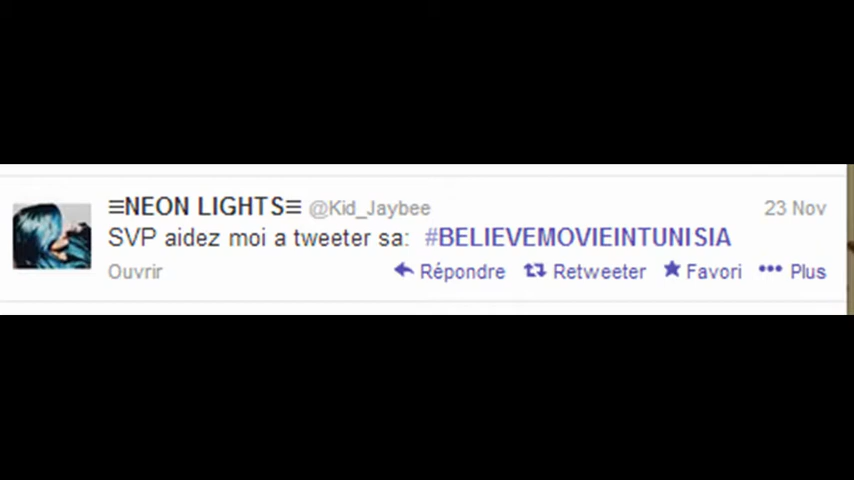 ≡NEON LIGHTS≡ @Kid_Jaybee 23 Nov
SVP aidez moi a tweeter sa: #BELIEVEMOVIEINTUNISIA
Ouvrir Répondre Retweeter Favori Plus